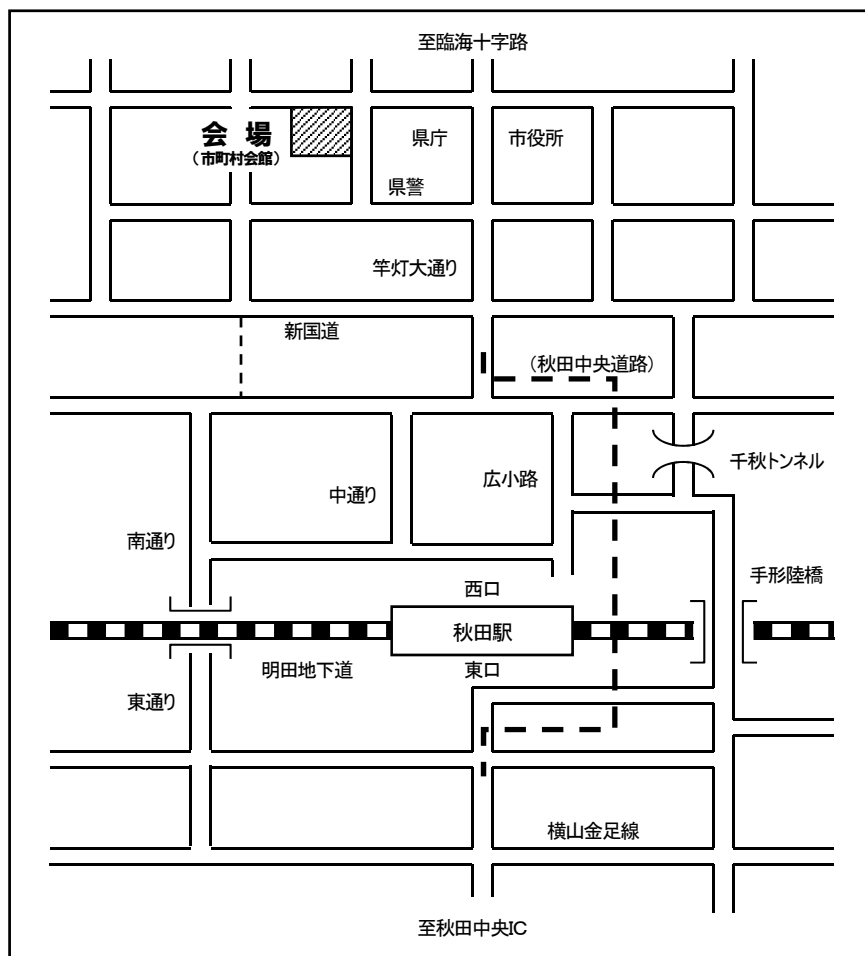 至臨海十字路
会 場
（市町村会館）
県庁
市役所
県警
竿灯大通り
新国道
（秋田中央道路）
千秋トンネル
中通り
広小路
南通り
手形陸橋
西口
秋田駅
明田地下道
東口
東通り
横山金足線
至秋田中央IC